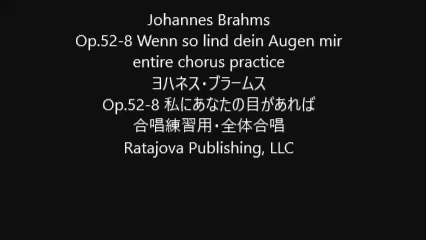 Johannes Brahms
Op.52-8 Wenn so lind dein Augen mir
entire chorus practice
ヨハネス・ブラームス
Op.52-8 私にあなたの目があれば
合唱練習用・全体合唱
Ratajova Publishing, LLC